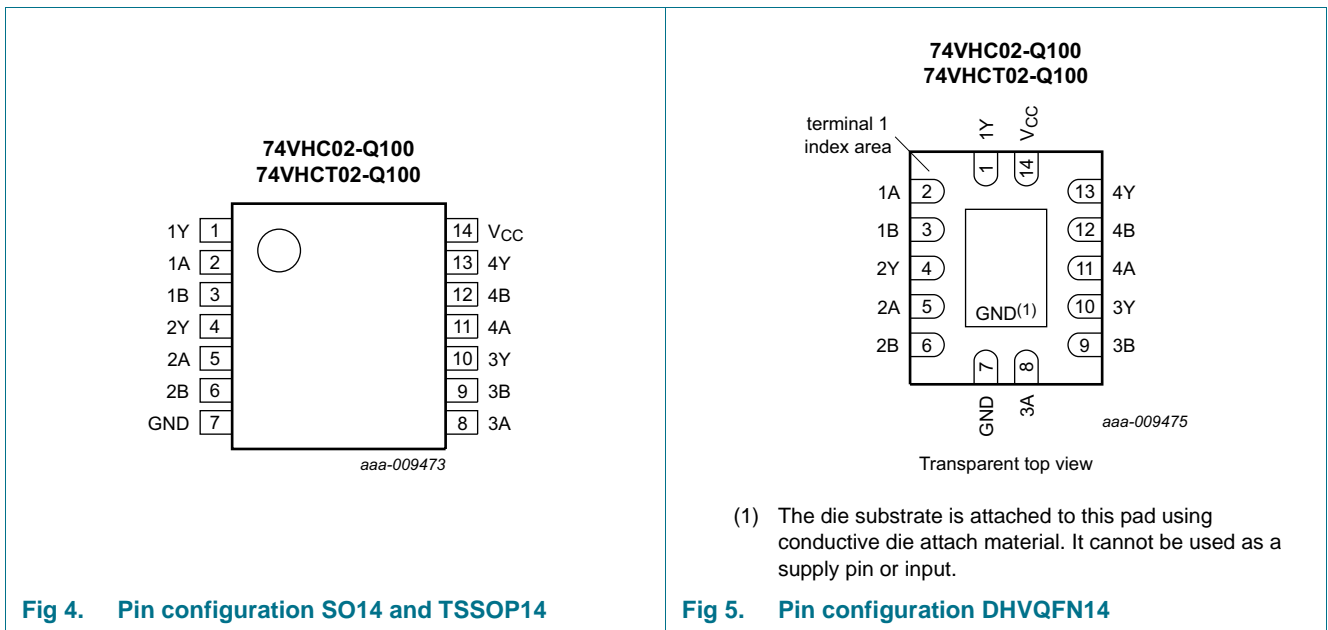 74VHC02-Q100
74VHCT02-Q100
1Y 1
1A 2
1B 3
2Y 4
2A 5
2B 6
GND 7
14 VCC
13 4Y
12 4B
11 4A
10 3Y
9 3B
8 3A
aaa-009473
Fig 4. Pin configuration SO14 and TSSOP14
74VHC02-Q100
74VHCT02-Q100
terminal 1
index area
1Y
VCC
1
14
1A 2
1B 3
2Y 4
2A 5
2B 6
13 4Y
12 4B
11 4A
10 3Y
9 3B
GND(1)
7
8
GND
3A
aaa-009475
Transparent top view
(1) The die substrate is attached to this pad using
conductive die attach material. It cannot be used as a
supply pin or input.
Fig 5. Pin configuration DHVQFN14